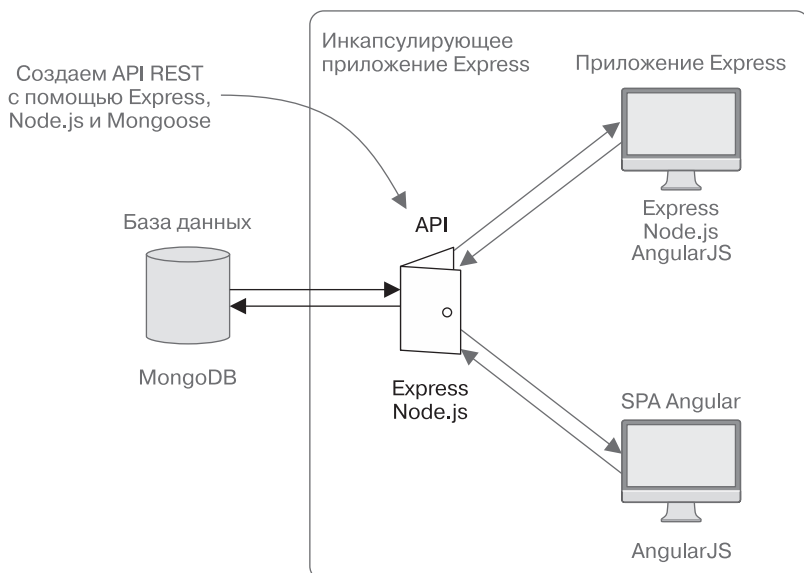 Инкапсулирующее
приложение Express
Приложение Express
Создаем API REST
с помощью Express,
Node.js и Mongoose
База данных
API
Express
Node.js
AngularJS
MongoDB
Express
Node.js
SPA Angular
AngularJS